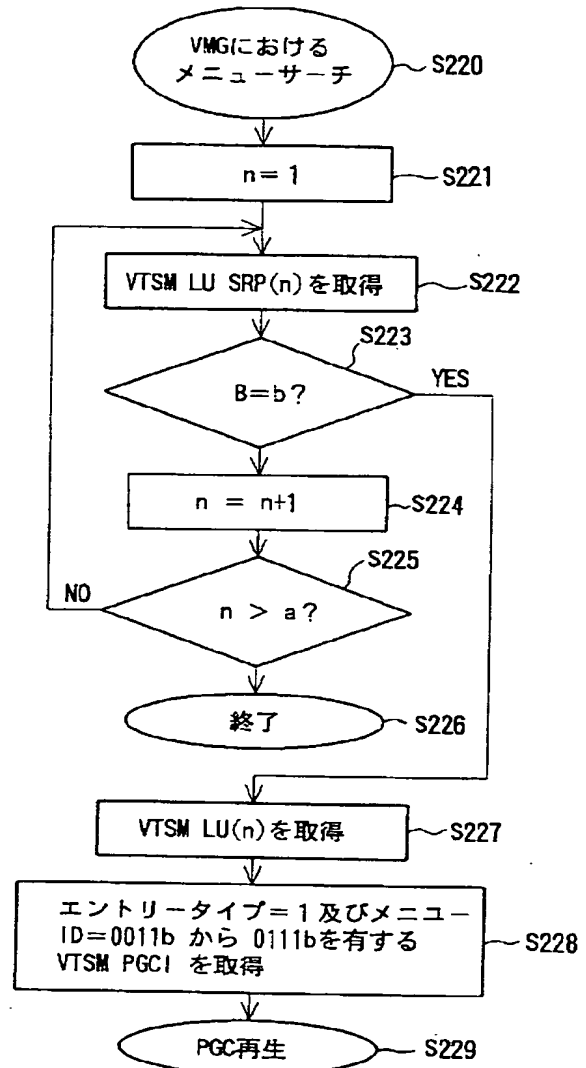 VMGにおける
メニューサーチ
S220
n=1
S221
VTSM LU SRP(n)を取得
S222
S223
B=b?
YES
n = n+1
S224
S225
NO
n > a?
終了
S226
VTSM LU(n)を取得
S227
エントリータイプ=1及びメニュー
ID=0011b から 0111bを有する
VTSM PGCI を取得
S228
PGC再生
S229